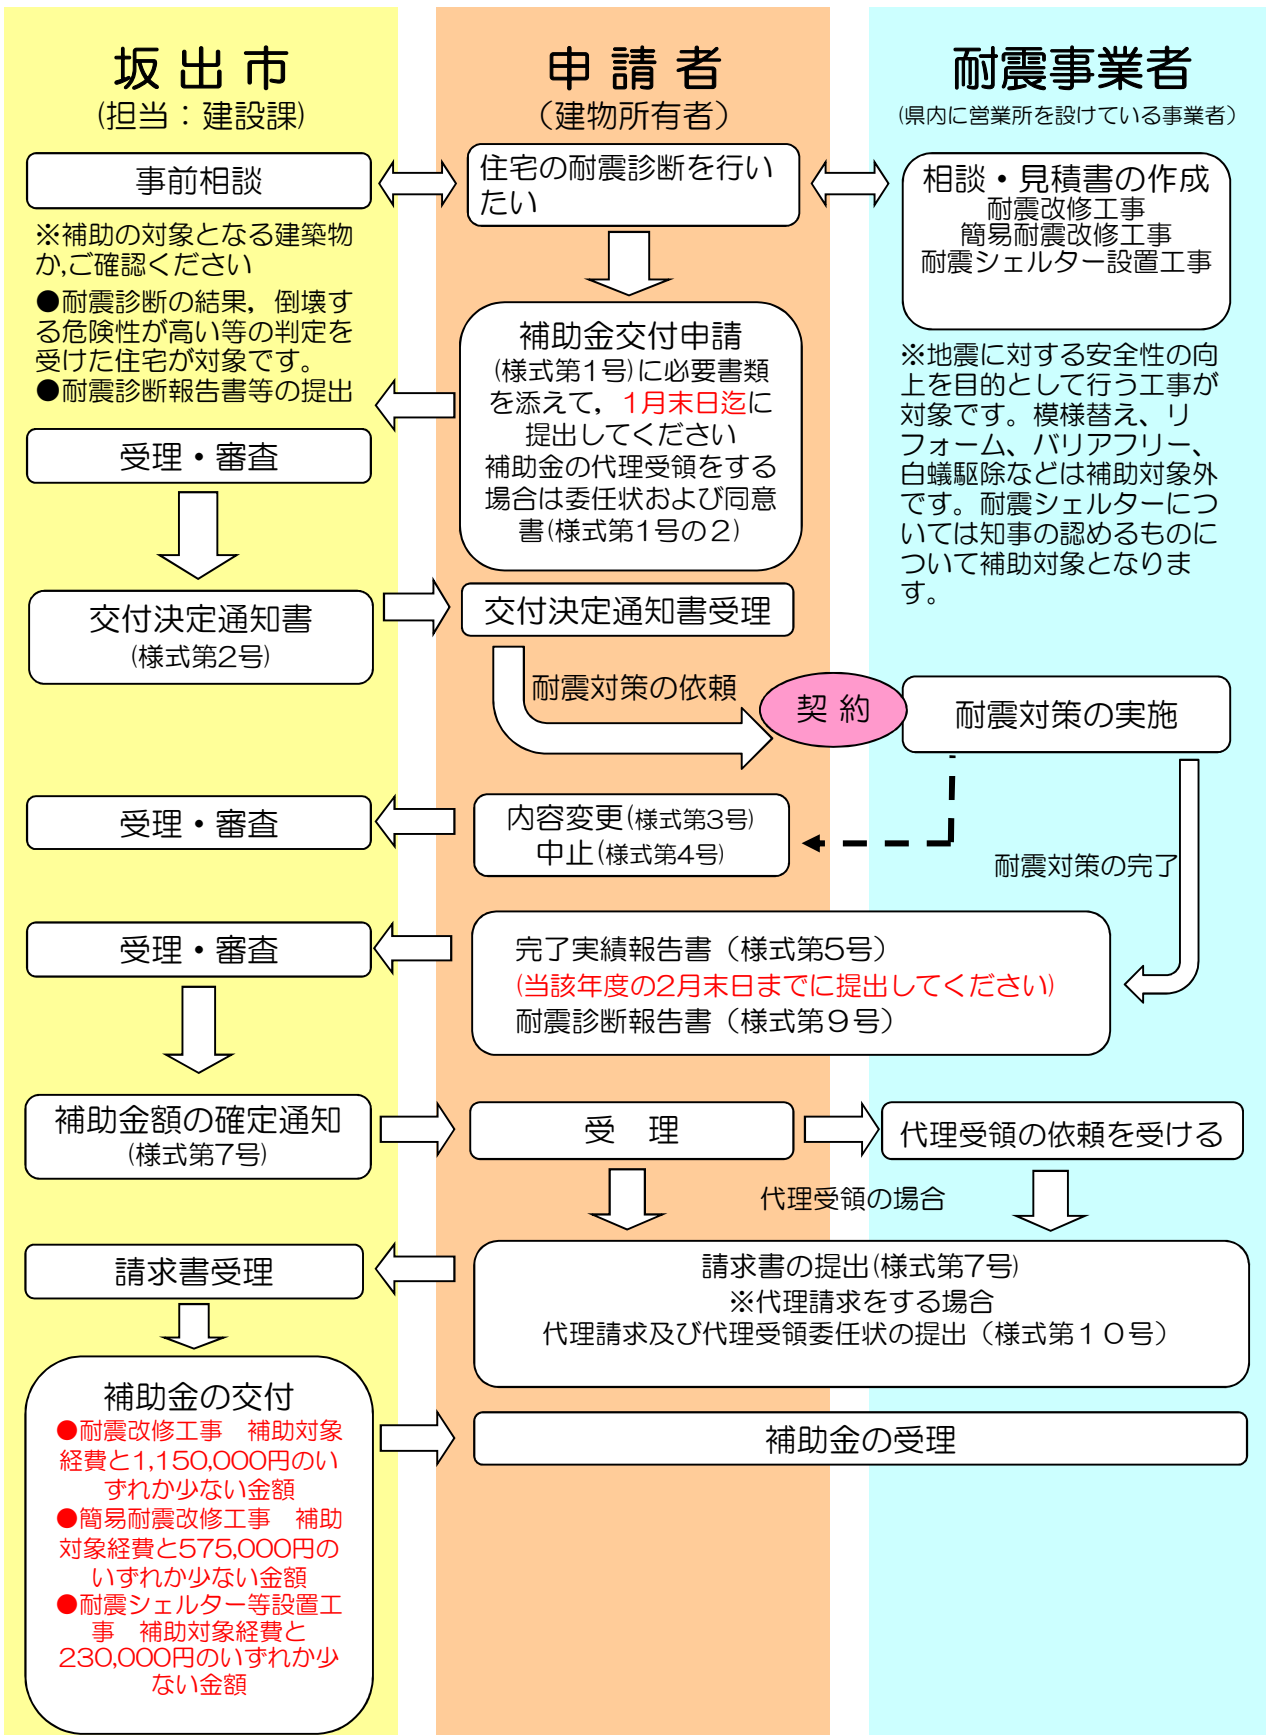 坂出市
(担当：建設課)
申請者
（建物所有者）
耐震事業者
(県内に営業所を設けている事業者）
事前相談
住宅の耐震診断を行い
たい
相談・見積書の作成
耐震改修工事
簡易耐震改修工事
耐震シェルター設置工事
※補助の対象となる建築物
か,ご確認ください
●耐震診断の結果，倒壊す
る危険性が高い等の判定を
受けた住宅が対象です。
●耐震診断報告書等の提出
補助金交付申請
(様式第1号)に必要書類
を添えて，1月末日迄に
提出してください
補助金の代理受領をする
場合は委任状および同意
書(様式第1号の２)
※地震に対する安全性の向
上を目的として行う工事が
対象です。模様替え、リ
フォーム、バリアフリー、
白蟻駆除などは補助対象外
です。耐震シェルターにつ
いては知事の認めるものに
ついて補助対象となりま
す。
受理・審査
交付決定通知書
(様式第2号)
交付決定通知書受理
耐震対策の依頼
契 約
耐震対策の実施
受理・審査
内容変更(様式第3号)
中止(様式第4号)
耐震対策の完了
受理・審査
完了実績報告書（様式第5号）
(当該年度の2月末日までに提出してください)
耐震診断報告書（様式第９号）
補助金額の確定通知
(様式第7号)
受　理
代理受領の依頼を受ける
代理受領の場合
請求書受理
請求書の提出(様式第7号)
※代理請求をする場合
代理請求及び代理受領委任状の提出（様式第１０号）
補助金の交付
●耐震改修工事　補助対象
経費と1,150,000円のい
ずれか少ない金額
●簡易耐震改修工事　補助
対象経費と575,000円の
いずれか少ない金額
●耐震シェルター等設置工
事　補助対象経費と
230,000円のいずれか少
ない金額
補助金の受理